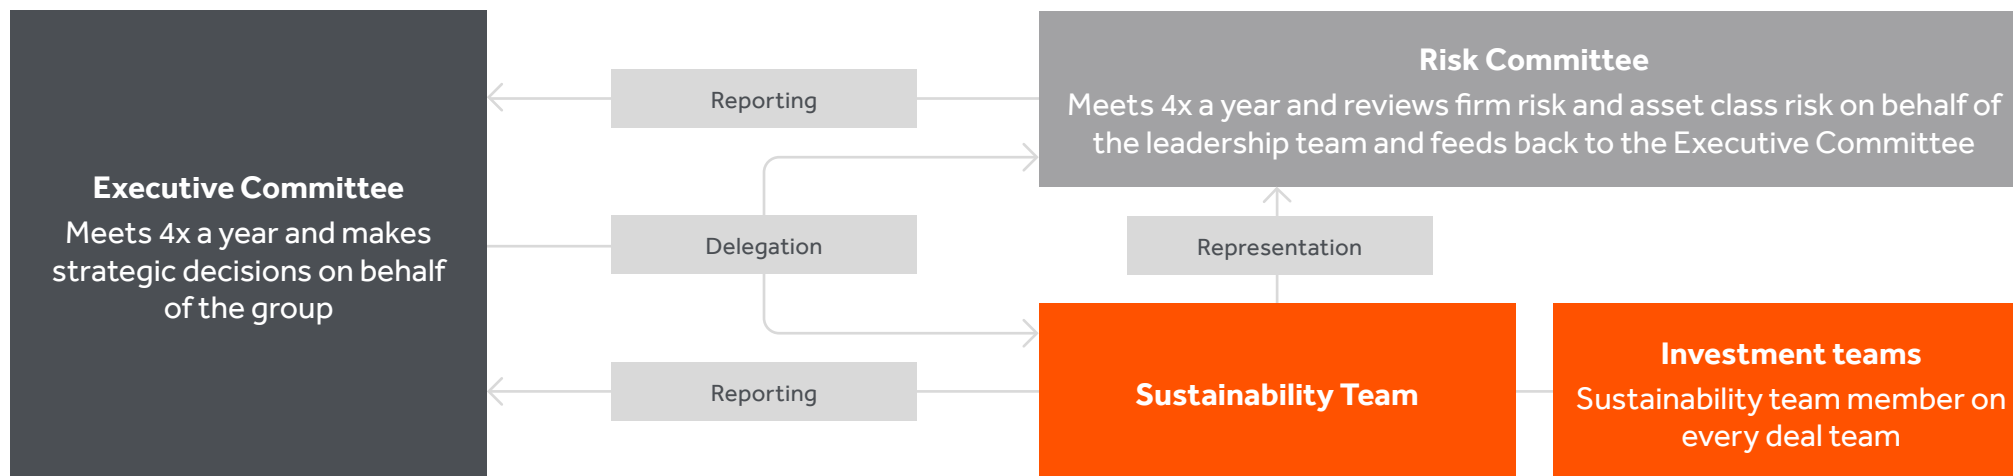 Executive Committee
Meets 4x a year and makes
strategic decisions on behalf
of the group
Reporting
Delegation
Reporting
Risk Committee
Meets 4x a year and reviews firm risk and asset class risk on behalf of
the leadership team and feeds back to the Executive Committee
Representation
Sustainability Team
Investment teams
Sustainability team member on
every deal team